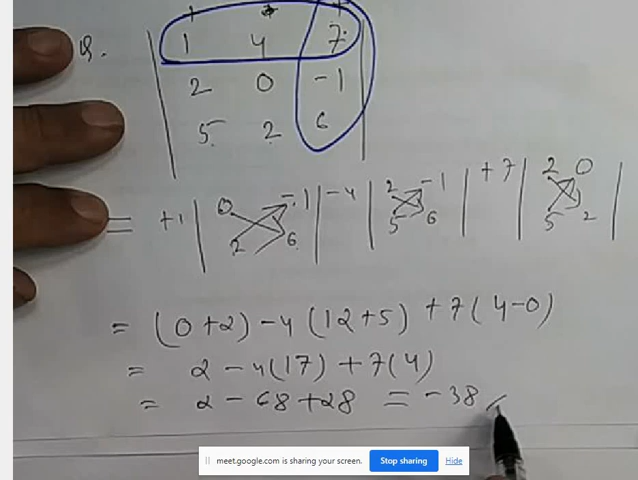 + - +
Q. | 1 4 7 |
| 2 0 -1 |
| 5 2 6 |
= +1 | 0 -1 | -4 | 2 -1 | +7 | 2 0 |
| 2 6 | | 5 6 | | 5 2 |
= (0+2) - 4 (12+5) + 7 (4-0)
= 2 - 4(17) + 7(4)
= 2 - 68 + 28 = -38
meet.google.com is sharing your screen. Stop sharing Hide